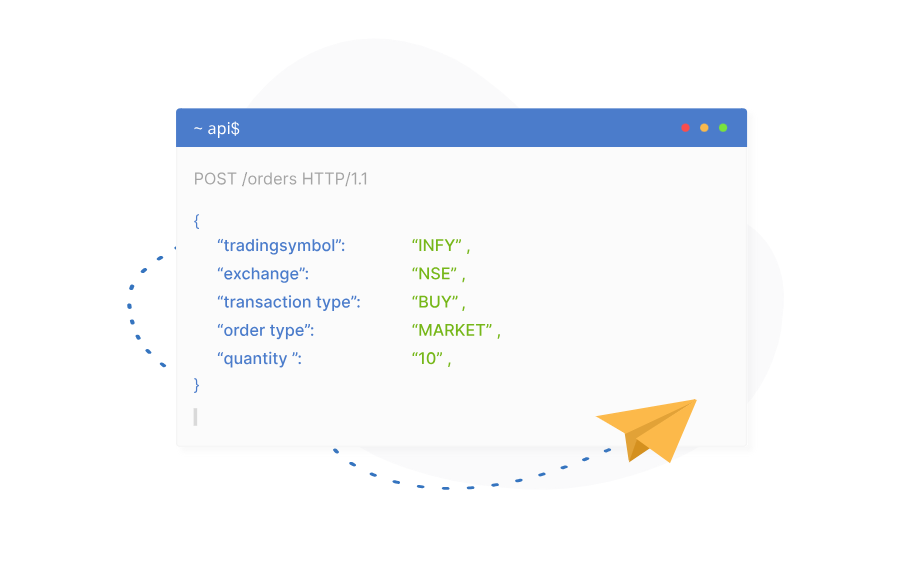 ~ api$
POST /orders HTTP/1.1
{
“tradingsymbol”: “INFY” ,
“exchange”: “NSE” ,
“transaction type”: “BUY” ,
“order type”: “MARKET” ,
“quantity ”: “10” ,
}